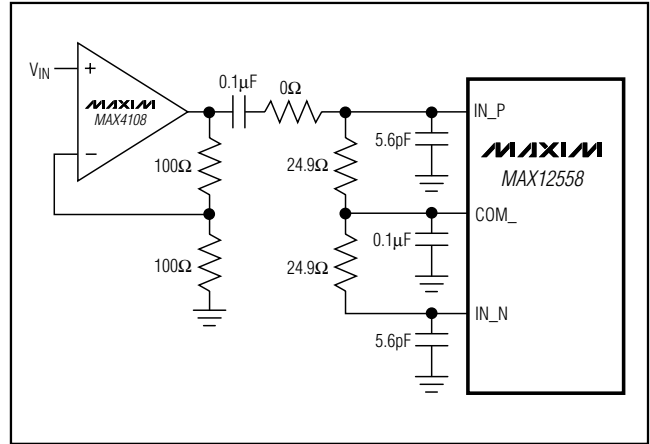 V_IN
+
MAXIM
MAX4108
−
0.1µF
0Ω
100Ω
100Ω
24.9Ω
24.9Ω
5.6pF
0.1µF
5.6pF
IN_P
MAXIM
MAX12558
COM_
IN_N